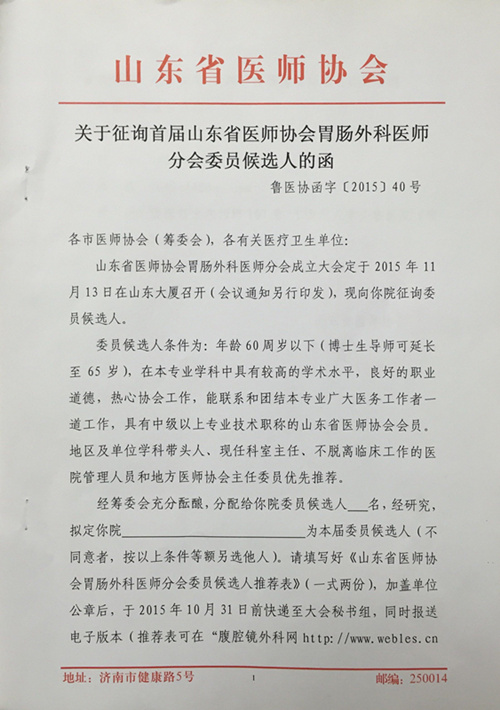 山东省医师协会
关于征询首届山东省医师协会胃肠外科医师
分会委员候选人的函
鲁医协函字〔2015〕40号
各市医师协会（筹委会），各有关医疗卫生单位：
山东省医师协会胃肠外科医师分会成立大会定于 2015 年 11
月 13 日在山东大厦召开（会议通知另行印发），现向你院征询委
员候选人。
委员候选人条件为：年龄 60 周岁以下（博士生导师可延长
至 65 岁），在本专业学科中具有较高的学术水平，良好的职业
道德，热心协会工作，能联系和团结本专业广大医务工作者一
道工作，具有中级以上专业技术职称的山东省医师协会会员。
地区及单位学科带头人、现任科室主任、不脱离临床工作的医
院管理人员和地方医师协会主任委员优先推荐。
经筹委会充分酝酿，分配给你院委员候选人___名，经研究，
拟定你院____________________为本届委员候选人（不
同意者，按以上条件等额另选他人）。请填写好《山东省医师协
会胃肠外科医师分会委员候选人推荐表》（一式两份），加盖单位
公章后，于 2015 年 10 月 31 日前快递至大会秘书组，同时报送
电子版本（推荐表可在“腹腔镜外科网 http://www.webles.cn
地址：济南市健康路5号 1 邮编：250014